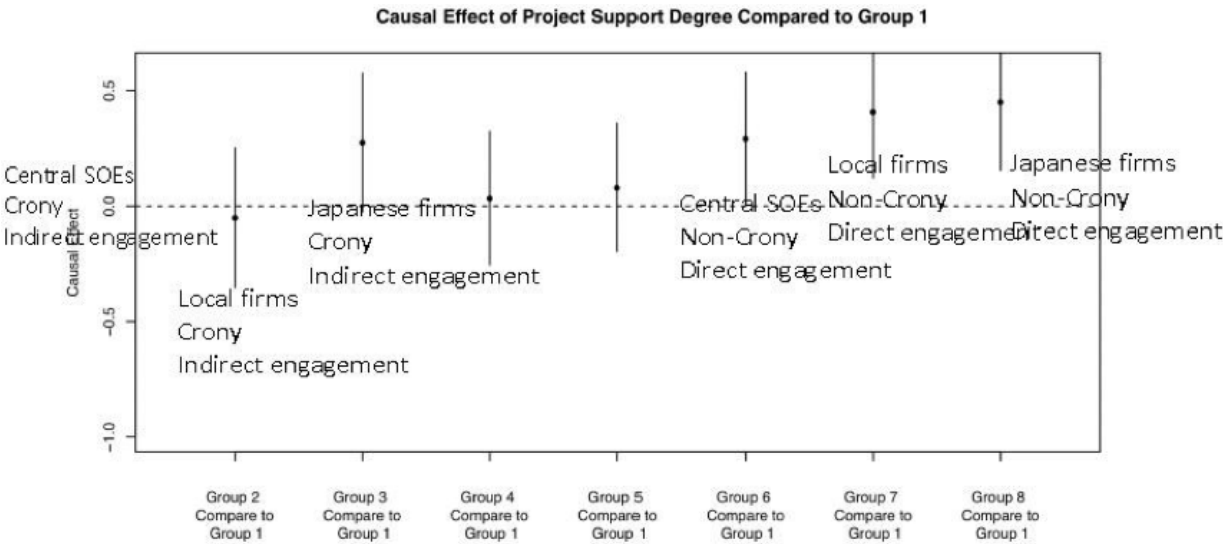 Causal Effect of Project Support Degree Compared to Group 1
0.5
0.0
−0.5
−1.0
Causal Effect
Central SOEs
Crony
Indirect engagement
Local firms
Crony
Indirect engagement
Japanese firms
Crony
Indirect engagement
Central SOEs
Non-Crony
Direct engagement
Local firms
Non-Crony
Direct engagement
Japanese firms
Non-Crony
Direct engagement
Group 2
Compare to
Group 1
Group 3
Compare to
Group 1
Group 4
Compare to
Group 1
Group 5
Compare to
Group 1
Group 6
Compare to
Group 1
Group 7
Compare to
Group 1
Group 8
Compare to
Group 1